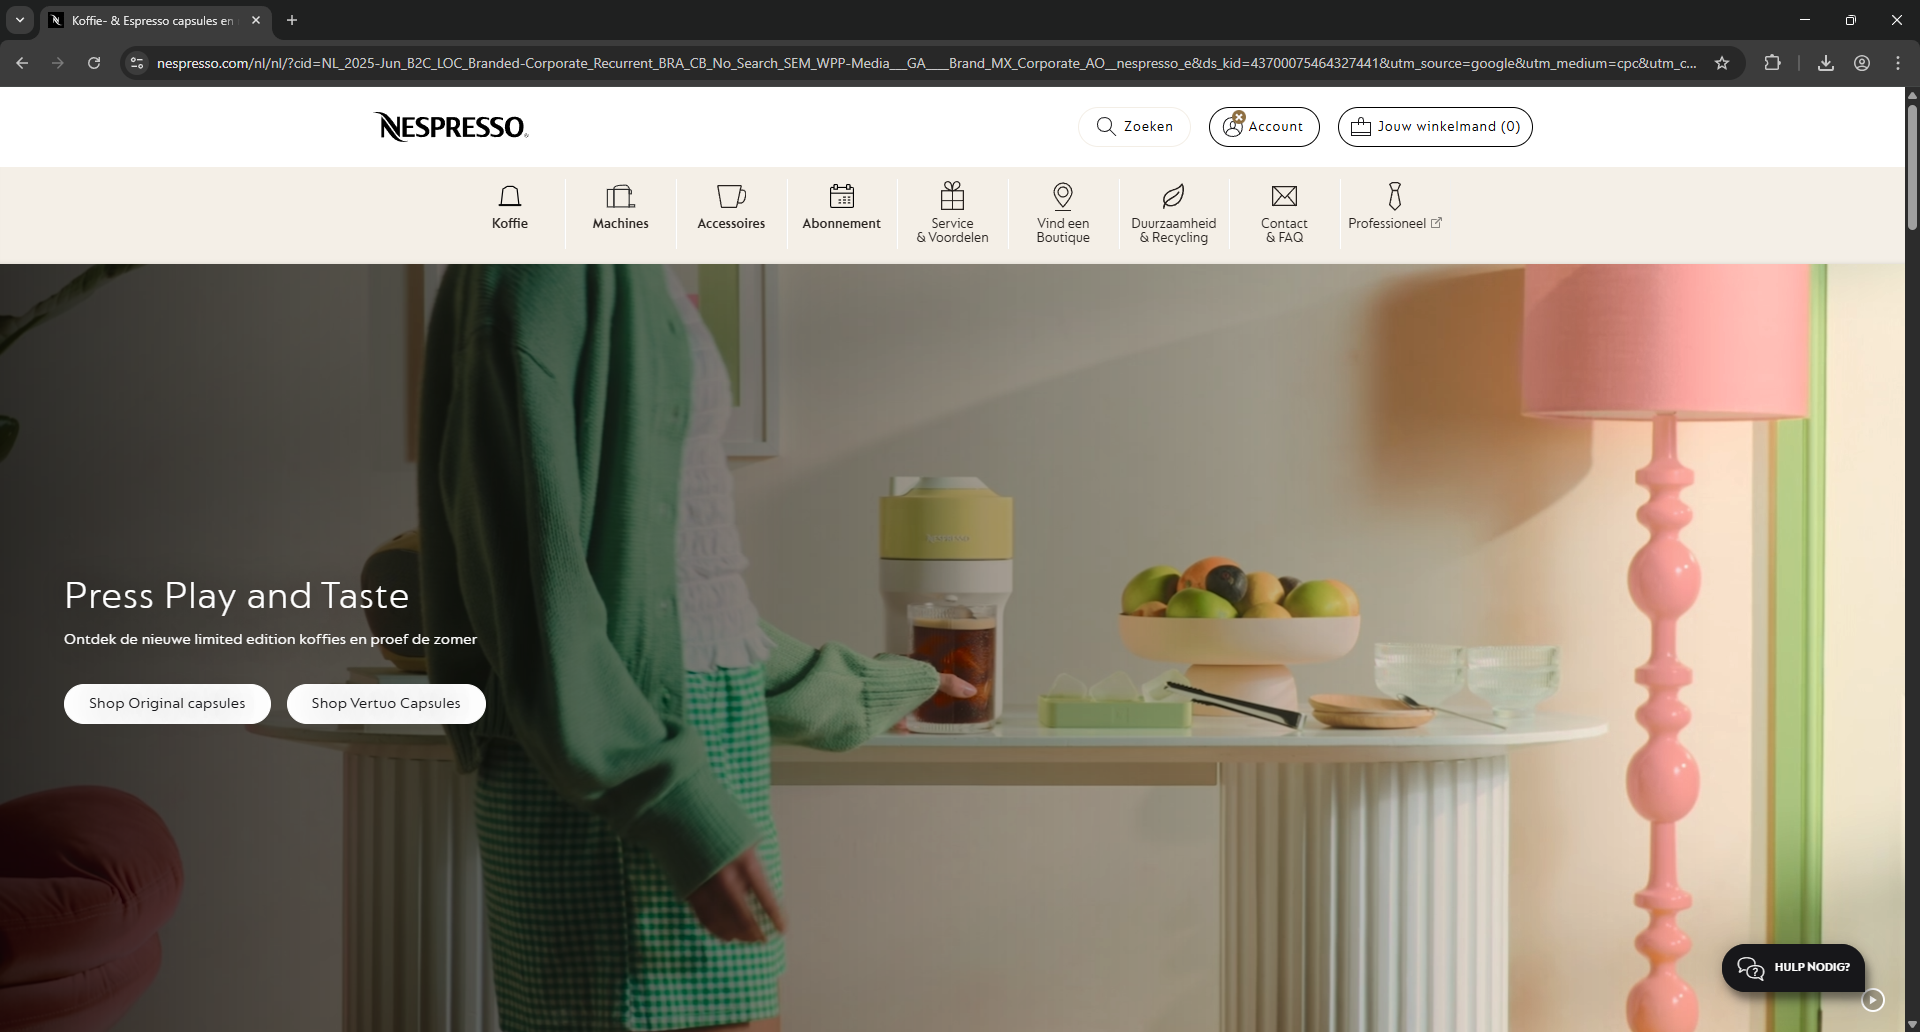 Koffie- & Espresso capsules en
nespresso.com/nl/nl/?cid=NL_2025-Jun_B2C_LOC_Branded-Corporate_Recurrent_BRA_CB_No_Search_SEM_WPP-Media___GA____Brand_MX_Corporate_AO__nespresso_e&ds_kid=43700075464327441&utm_source=google&utm_medium=cpc&utm_c...
NESPRESSO
Zoeken
Account
Jouw winkelmand (0)
Koffie
Machines
Accessoires
Abonnement
Service
& Voordelen
Vind een
Boutique
Duurzaamheid
& Recycling
Contact
& FAQ
Professioneel
Press Play and Taste
Ontdek de nieuwe limited edition koffies en proef de zomer
Shop Original capsules
Shop Vertuo Capsules
HULP NODIG?